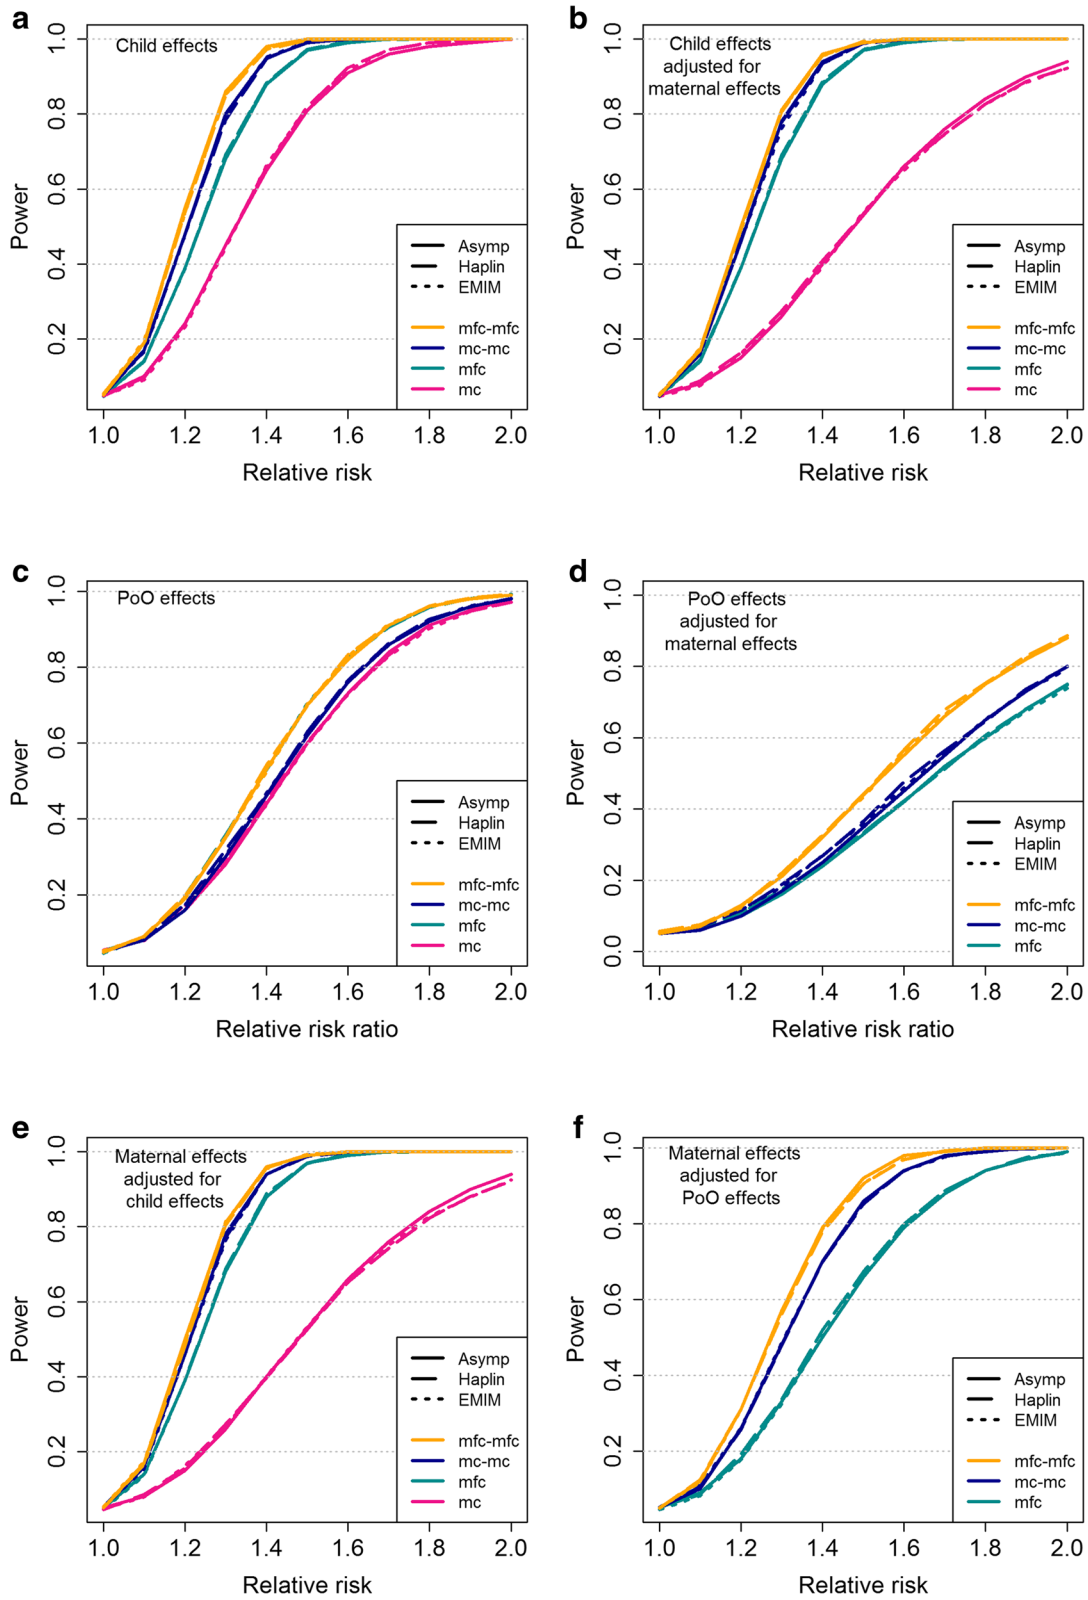 a
Child effects
1.0
0.8
0.6
0.4
0.2
Power
Asymp
Haplin
EMIM
mfc-mfc
mc-mc
mfc
mc
1.0 1.2 1.4 1.6 1.8 2.0
Relative risk
b
Child effects
adjusted for
maternal effects
1.0
0.8
0.6
0.4
0.2
Power
Asymp
Haplin
EMIM
mfc-mfc
mc-mc
mfc
mc
1.0 1.2 1.4 1.6 1.8 2.0
Relative risk
c
PoO effects
1.0
0.8
0.6
0.4
0.2
Power
Asymp
Haplin
EMIM
mfc-mfc
mc-mc
mfc
mc
1.0 1.2 1.4 1.6 1.8 2.0
Relative risk ratio
d
PoO effects
adjusted for
maternal effects
1.0
0.8
0.6
0.4
0.2
0.0
Power
Asymp
Haplin
EMIM
mfc-mfc
mc-mc
mfc
1.0 1.2 1.4 1.6 1.8 2.0
Relative risk ratio
e
Maternal effects
adjusted for
child effects
1.0
0.8
0.6
0.4
0.2
Power
Asymp
Haplin
EMIM
mfc-mfc
mc-mc
mfc
mc
1.0 1.2 1.4 1.6 1.8 2.0
Relative risk
f
Maternal effects
adjusted for
PoO effects
1.0
0.8
0.6
0.4
0.2
Power
Asymp
Haplin
EMIM
mfc-mfc
mc-mc
mfc
1.0 1.2 1.4 1.6 1.8 2.0
Relative risk